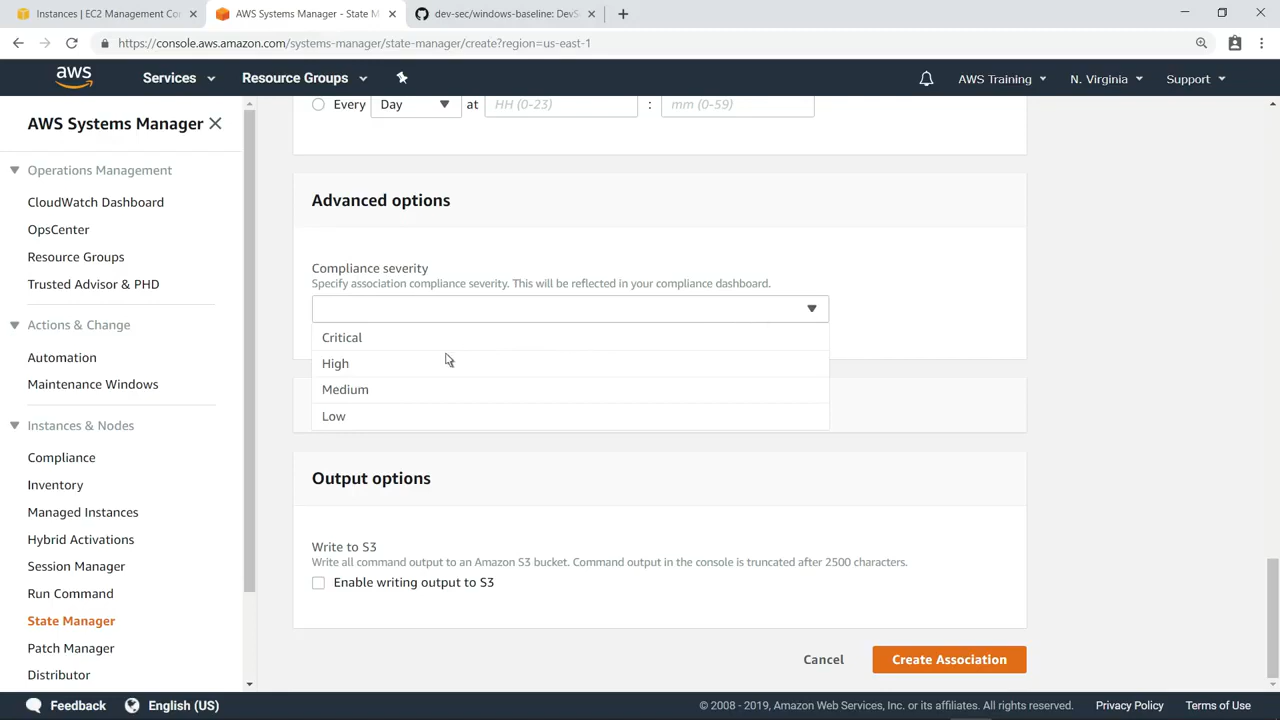 Instances | EC2 Management Co
AWS Systems Manager - State M
dev-sec/windows-baseline: DevS
https://console.aws.amazon.com/systems-manager/state-manager/create?region=us-east-1
aws
Services
Resource Groups
AWS Training
N. Virginia
Support
AWS Systems Manager
Operations Management
CloudWatch Dashboard
OpsCenter
Resource Groups
Trusted Advisor & PHD
Actions & Change
Automation
Maintenance Windows
Instances & Nodes
Compliance
Inventory
Managed Instances
Hybrid Activations
Session Manager
Run Command
State Manager
Patch Manager
Distributor
Every Day at HH (0-23) : mm (0-59)
Advanced options
Compliance severity
Specify association compliance severity. This will be reflected in your compliance dashboard.
Critical
High
Medium
Low
Output options
Write to S3
Write all command output to an Amazon S3 bucket. Command output in the console is truncated after 2500 characters.
Enable writing output to S3
Cancel
Create Association
Feedback
English (US)
© 2008 - 2019, Amazon Web Services, Inc. or its affiliates. All rights reserved.
Privacy Policy
Terms of Use